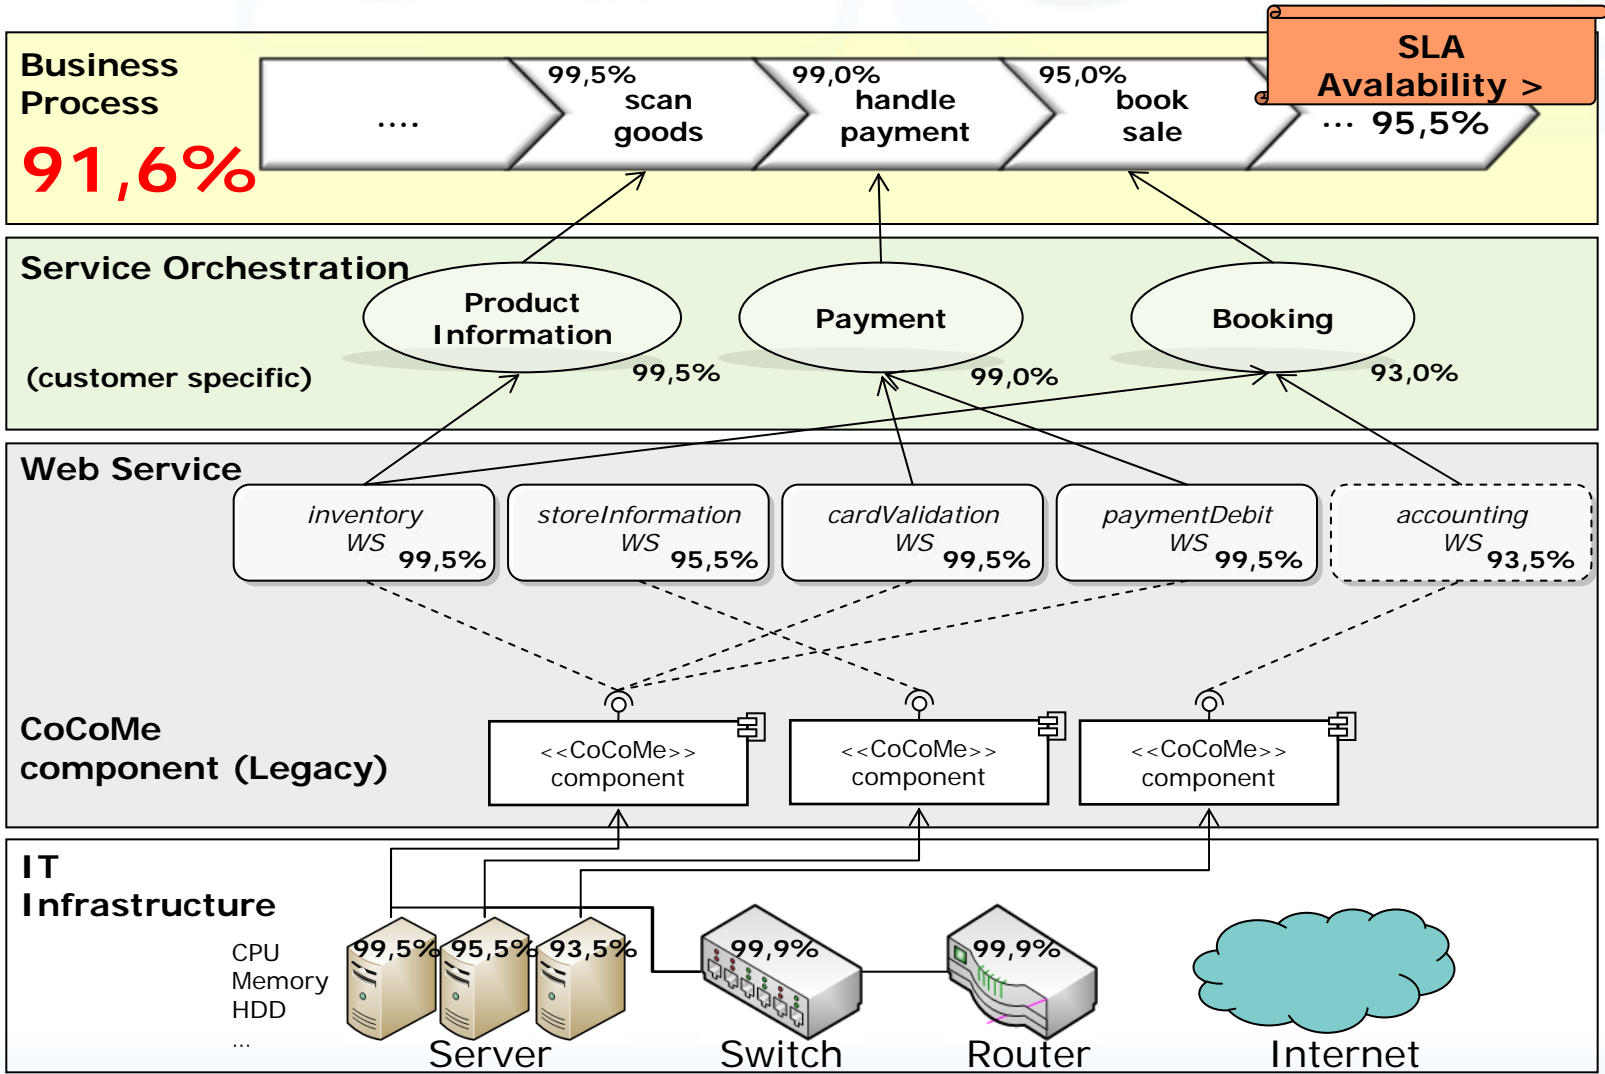 SLA
Avalability >
95,5%
Business
Process
91,6%
....
99,5%
scan
goods
99,0%
handle
payment
95,0%
book
sale
...
Service Orchestration
(customer specific)
Product
Information
99,5%
Payment
99,0%
Booking
93,0%
Web Service
inventory
WS
99,5%
storeInformation
WS
95,5%
cardValidation
WS
99,5%
paymentDebit
WS
99,5%
accounting
WS
93,5%
CoCoMe
component (Legacy)
<<CoCoMe>>
component
<<CoCoMe>>
component
<<CoCoMe>>
component
IT
Infrastructure
CPU
Memory
HDD
...
99,5%
95,5%
93,5%
99,9%
99,9%
Server
Switch
Router
Internet